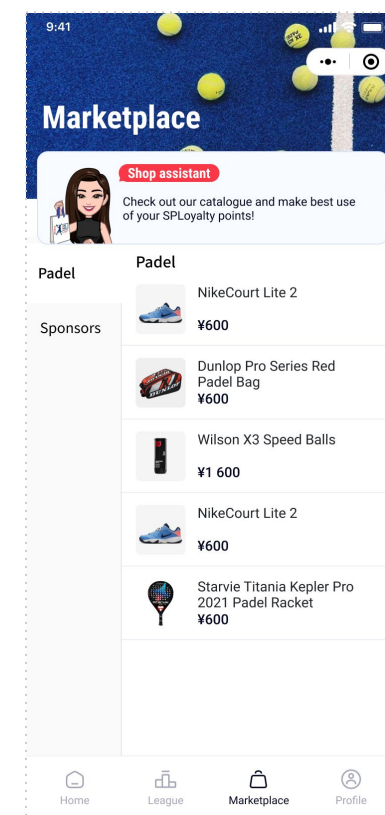 9:41
Marketplace
Shop assistant
Check out our catalogue and make best use
of your SPLoyalty points!
Padel
Sponsors
Padel
NikeCourt Lite 2
¥600
Dunlop Pro Series Red
Padel Bag
¥600
DUNLOP
Wilson X3 Speed Balls
¥1 600
NikeCourt Lite 2
¥600
Starvie Titania Kepler Pro
2021 Padel Racket
¥600
Home
League
Marketplace
Profile